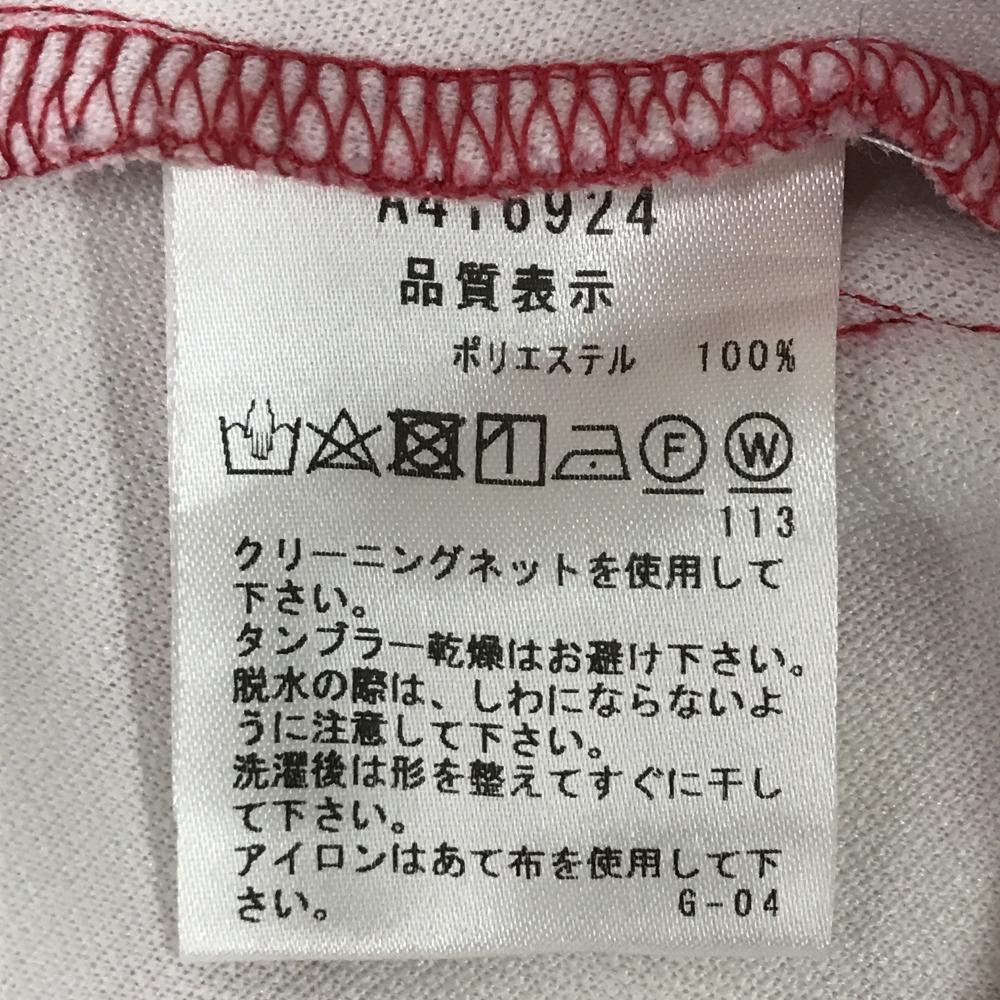 A416924
品質表示
ポリエステル 100%
F W
113
クリーニングネットを使用して
下さい。
タンブラー乾燥はお避け下さい。
脱水の際は、しわにならないよ
うに注意して下さい。
洗濯後は形を整えてすぐに干し
て下さい。
アイロンはあて布を使用して下
さい。 G-04